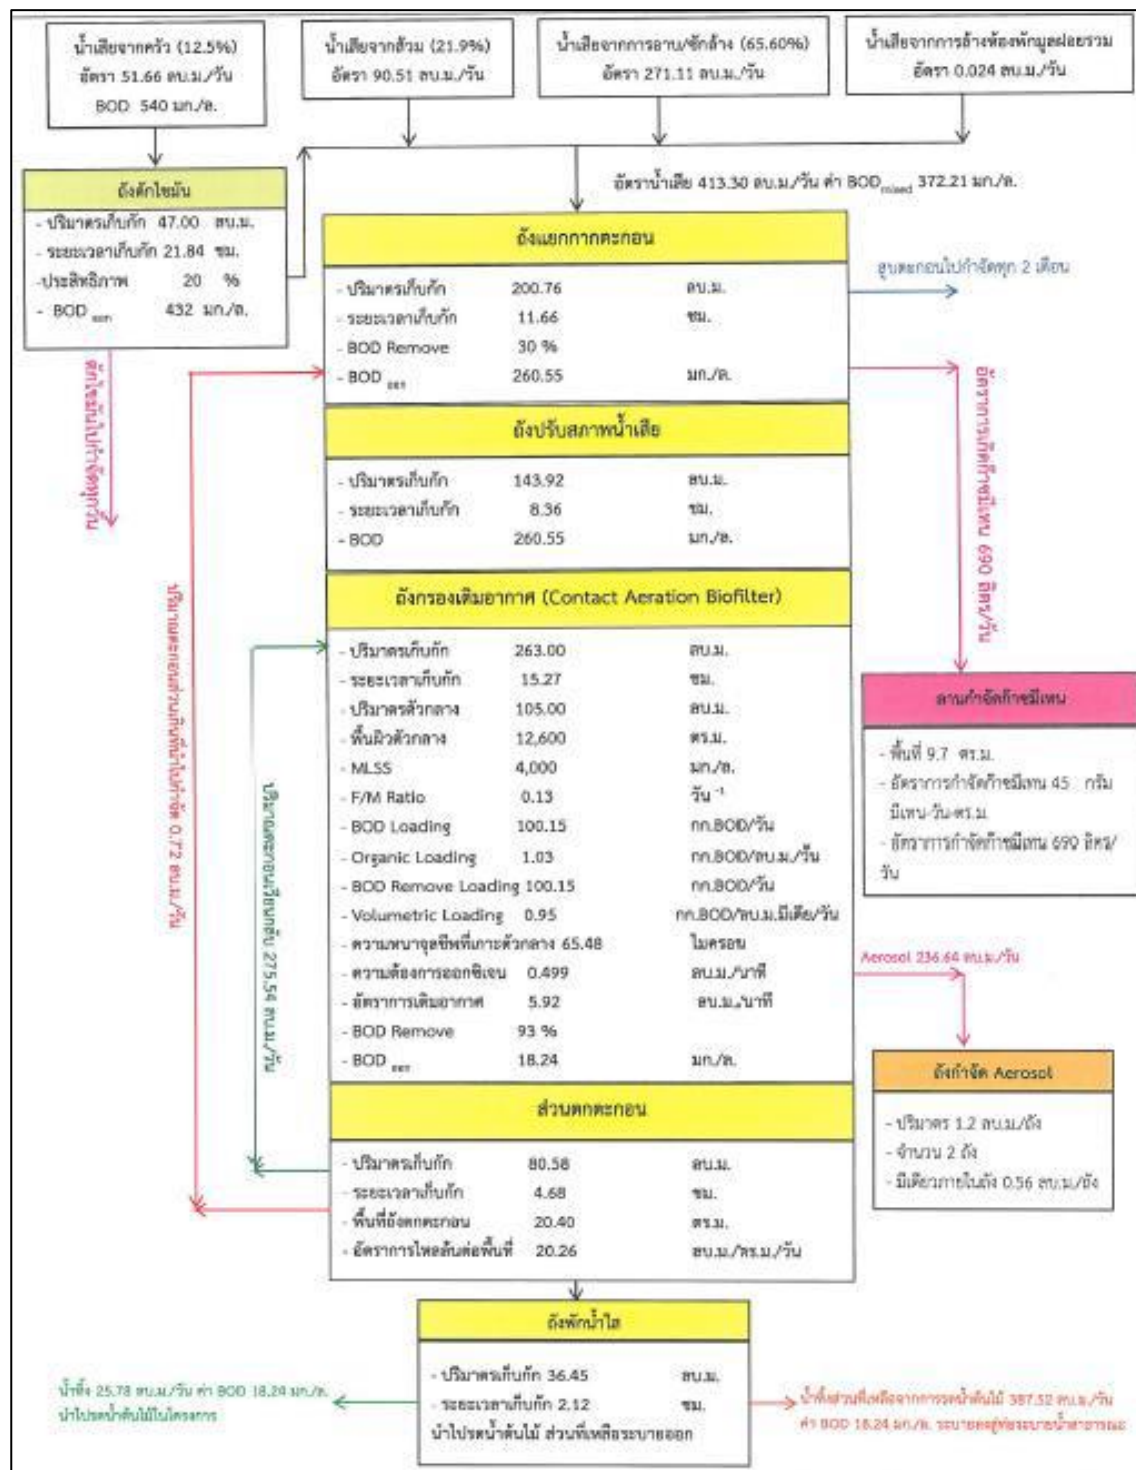 น้ำเสียจากครัว (12.5%)
อัตรา 51.66 ลบ.ม./วัน
BOD 540 มก./ล.
น้ำเสียจากส้วม (21.9%)
อัตรา 90.51 ลบ.ม./วัน
น้ำเสียจากการอาบ/ซักล้าง (65.60%)
อัตรา 271.11 ลบ.ม./วัน
น้ำเสียจากการล้างห้องพักมูลฝอยรวม
อัตรา 0.024 ลบ.ม./วัน
ถังดักไขมัน
- ปริมาตรเก็บกัก 47.00 ลบ.ม.
- ระยะเวลาเก็บกัก 21.84 ชม.
-ประสิทธิภาพ 20 %
- BOD ออก 432 มก./ล.
ตักไขมันไปกำจัดทุกวัน
อัตราน้ำเสีย 413.30 ลบ.ม./วัน ค่า BOD mixed 372.21 มก./ล.
ถังแยกกากตะกอน
- ปริมาตรเก็บกัก 200.76 ลบ.ม.
- ระยะเวลาเก็บกัก 11.66 ชม.
- BOD Remove 30 %
- BOD ออก 260.55 มก./ล.
สูบตะกอนไปกำจัดทุก 2 เดือน
อัตราการเกิดก๊าซมีเทน 690 ลิตร/วัน
ถังปรับสภาพน้ำเสีย
- ปริมาตรเก็บกัก 143.92 ลบ.ม.
- ระยะเวลาเก็บกัก 8.36 ชม.
- BOD 260.55 มก./ล.
ถังกรองเติมอากาศ (Contact Aeration Biofilter)
- ปริมาตรเก็บกัก 263.00 ลบ.ม.
- ระยะเวลาเก็บกัก 15.27 ชม.
- ปริมาตรตัวกลาง 105.00 ลบ.ม.
- พื้นผิวตัวกลาง 12,600 ตร.ม.
- MLSS 4,000 มก./ล.
- F/M Ratio 0.13 วัน -1
- BOD Loading 100.15 กก.BOD/วัน
- Organic Loading 1.03 กก.BOD/ลบ.ม./วัน
- BOD Remove Loading 100.15 กก.BOD/วัน
- Volumetric Loading 0.95 กก.BOD/ลบ.ม.มีเดีย/วัน
- ความหนาจุลชีพที่เกาะตัวกลาง 65.48 ไมครอน
- ความต้องการออกซิเจน 0.499 ลบ.ม./นาที
- อัตราการเติมอากาศ 5.92 ลบ.ม./นาที
- BOD Remove 93 %
- BOD ออก 18.24 มก./ล.
ปริมาณตะกอนส่วนเกินที่นำไปกำจัด 0.72 ลบ.ม./วัน
ปริมาณตะกอนเวียนกลับ 275.54 ลบ.ม./วัน
ลานกำจัดก๊าซมีเทน
- พื้นที่ 9.7 ตร.ม.
- อัตราการกำจัดก๊าซมีเทน 45 กรัม
มีเทน-วัน-ตร.ม.
- อัตราการกำจัดก๊าซมีเทน 690 ลิตร/
วัน
Aerosol 236.64 ลบ.ม./วัน
ถังกำจัด Aerosol
- ปริมาตร 1.2 ลบ.ม./ถัง
- จำนวน 2 ถัง
- มีเดียภายในถัง 0.56 ลบ.ม./ถัง
ส่วนตกตะกอน
- ปริมาตรเก็บกัก 80.58 ลบ.ม.
- ระยะเวลาเก็บกัก 4.68 ชม.
- พื้นที่ถังตกตะกอน 20.40 ตร.ม.
- อัตราการไหลล้นต่อพื้นที่ 20.26 ลบ.ม./ตร.ม./วัน
ถังพักน้ำใส
- ปริมาตรเก็บกัก 36.45 ลบ.ม.
- ระยะเวลาเก็บกัก 2.12 ชม.
นำไปรดน้ำต้นไม้ ส่วนที่เหลือระบายออก
น้ำทิ้ง 25.78 ลบ.ม./วัน ค่า BOD 18.24 มก./ล.
นำไปรดน้ำต้นไม้ในโครงการ
น้ำทิ้งส่วนที่เหลือจากการรดน้ำต้นไม้ 387.52 ลบ.ม./วัน
ค่า BOD 18.24 มก./ล. ระบายลงสู่ท่อระบายน้ำสาธารณะ